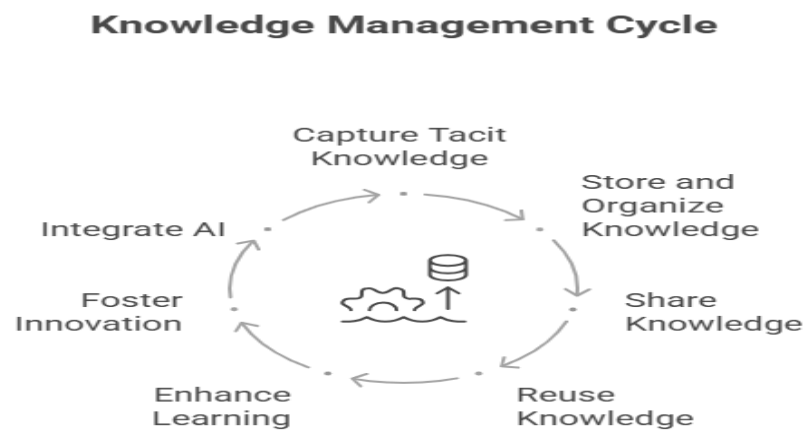 Knowledge Management Cycle
Capture Tacit
Knowledge
Store and
Organize
Knowledge
Share
Knowledge
Reuse
Knowledge
Enhance
Learning
Foster
Innovation
Integrate AI